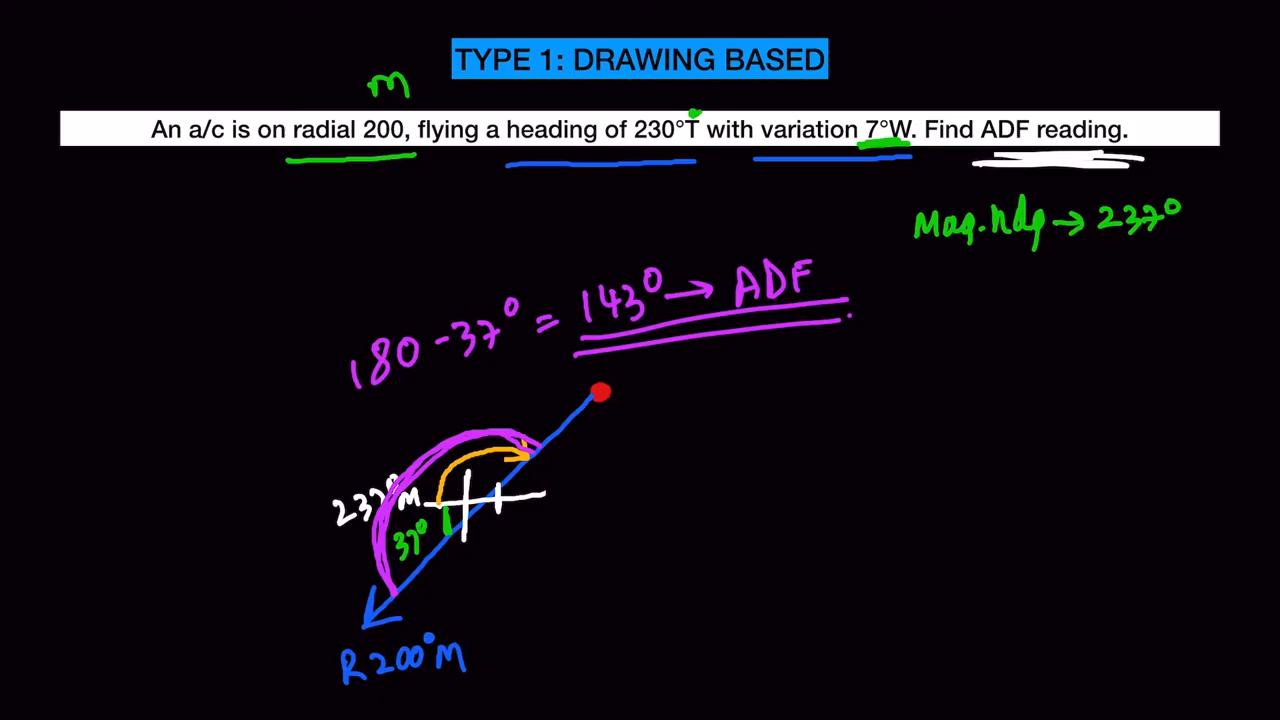 TYPE 1: DRAWING BASED
m
An a/c is on radial 200, flying a heading of 230°T with variation 7°W. Find ADF reading.
Mag. hdg → 237°
180 - 37° = 143° → ADF
237°M
37°
R200°M